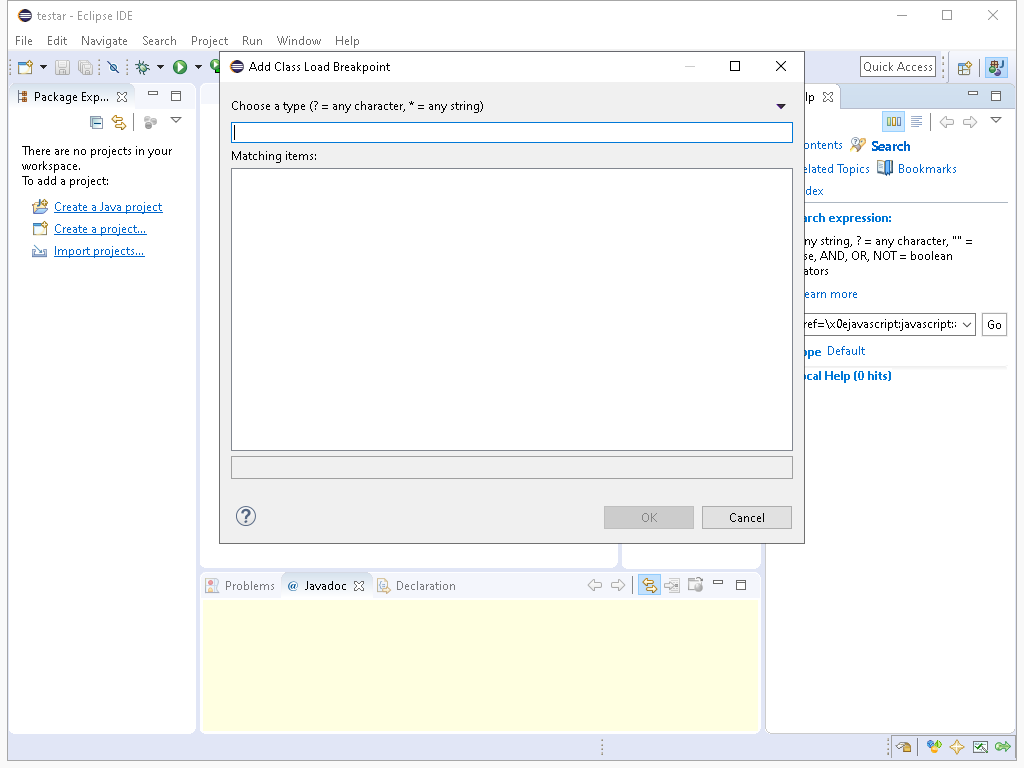 testar - Eclipse IDE
File Edit Navigate Search Project Run Window Help
Quick Access
Package Exp...
There are no projects in your
workspace.
To add a project:
Create a Java project
Create a project...
Import projects...
Add Class Load Breakpoint
Choose a type (? = any character, * = any string)
Matching items:
OK
Cancel
lp
ontents
Search
elated Topics
Bookmarks
dex
rch expression:
ny string, ? = any character, "" =
se, AND, OR, NOT = boolean
ators
earn more
ref=\x0ejavascript:javascript:
Go
ope Default
ocal Help (0 hits)
Problems
@ Javadoc
Declaration